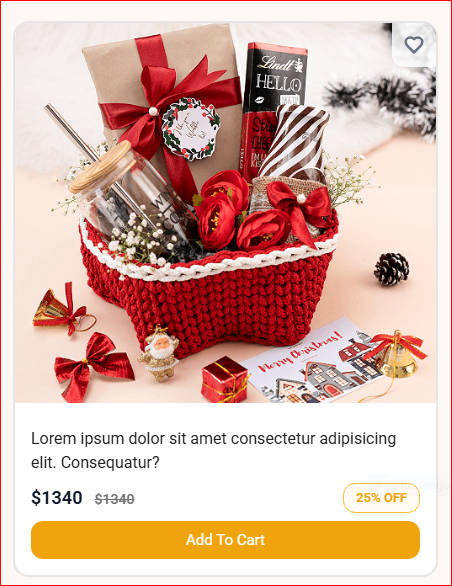 Lindt
HELLO
Merry Christmas!
Lorem ipsum dolor sit amet consectetur adipisicing
elit. Consequatur?
$1340 $1340 25% OFF
Add To Cart